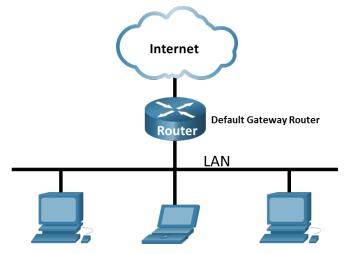 Internet
Default Gateway Router
Router
LAN